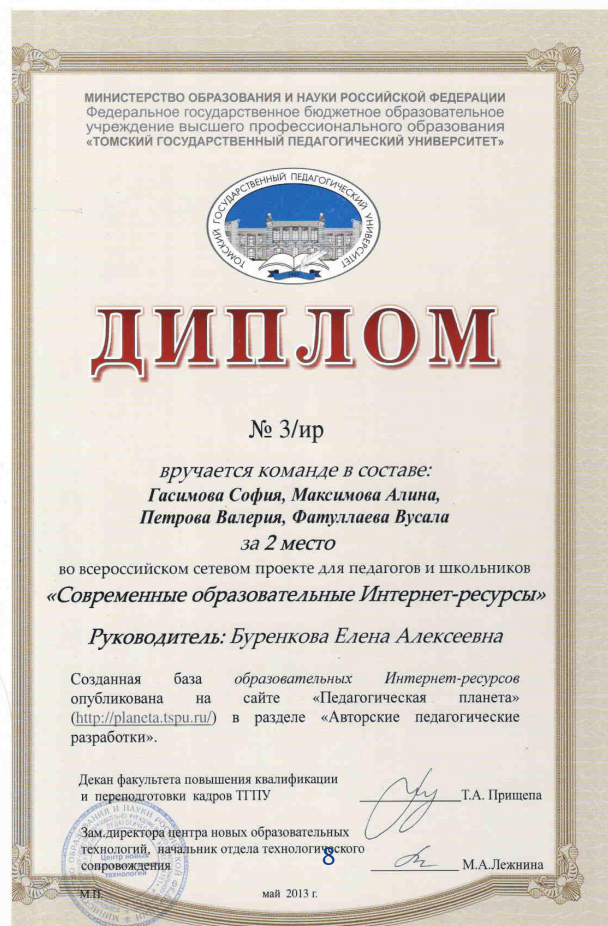 МИНИСТЕРСТВО ОБРАЗОВАНИЯ И НАУКИ РОССИЙСКОЙ ФЕДЕРАЦИИ
Федеральное государственное бюджетное образовательное
учреждение высшего профессионального образования
«ТОМСКИЙ ГОСУДАРСТВЕННЫЙ ПЕДАГОГИЧЕСКИЙ УНИВЕРСИТЕТ»
ТОМСКИЙ ГОСУДАРСТВЕННЫЙ ПЕДАГОГИЧЕСКИЙ УНИВЕРСИТЕТ
ДИПЛОМ
№ 3/ир
вручается команде в составе:
Гасимова София, Максимова Алина,
Петрова Валерия, Фатуллаева Вусала
за 2 место
во всероссийском сетевом проекте для педагогов и школьников
«Современные образовательные Интернет-ресурсы»
Руководитель: Буренкова Елена Алексеевна
Созданная база образовательных Интернет-ресурсов
опубликована на сайте «Педагогическая планета»
(http://planeta.tspu.ru/) в разделе «Авторские педагогические
разработки».
Декан факультета повышения квалификации
и переподготовки кадров ТГПУ
Т.А. Прищепа
Зам.директора центра новых образовательных
технологий, начальник отдела технологического
сопровождения
8
М.А.Лежнина
Центр новых
технологий
М.П.
май 2013 г.